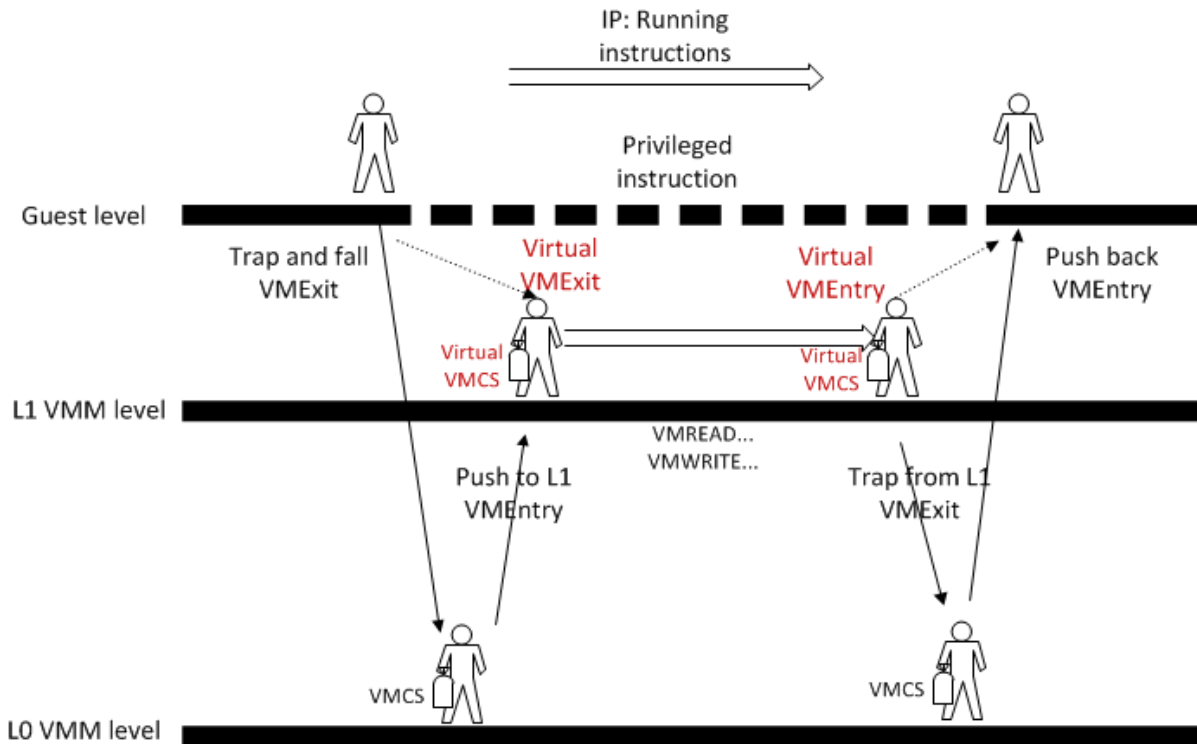 IP: Running
instructions
Privileged
instruction
Guest level
Trap and fall
VMExit
Virtual
VMExit
Virtual
VMEntry
Push back
VMEntry
Virtual
VMCS
Virtual
VMCS
L1 VMM level
VMREAD...
VMWRITE...
Push to L1
VMEntry
Trap from L1
VMExit
VMCS
VMCS
L0 VMM level